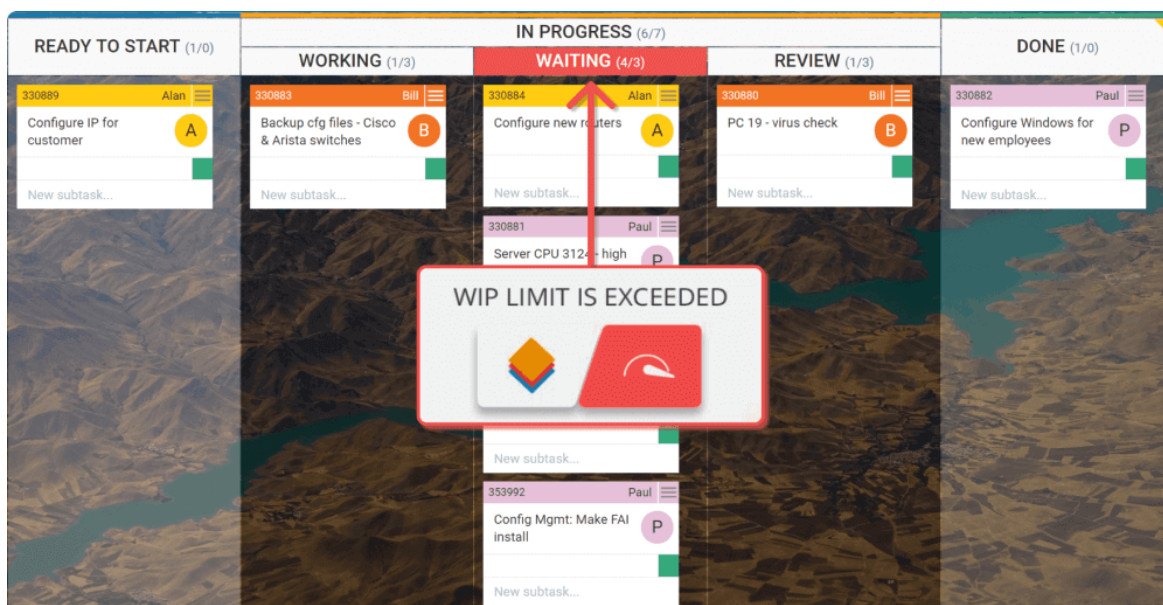 READY TO START (1/0)
IN PROGRESS (6/7)
WORKING (1/3)
WAITING (4/3)
REVIEW (1/3)
DONE (1/0)
330889 Alan
Configure IP for
customer
A
New subtask...
330883 Bill
Backup cfg files - Cisco
& Arista switches
B
New subtask...
330884 Alan
Configure new routers
A
New subtask...
330881 Paul
Server CPU 3124 - high
P
WIP LIMIT IS EXCEEDED
New subtask...
353992 Paul
Config Mgmt: Make FAI
install
P
New subtask...
330880 Bill
PC 19 - virus check
B
New subtask...
330882 Paul
Configure Windows for
new employees
P
New subtask...